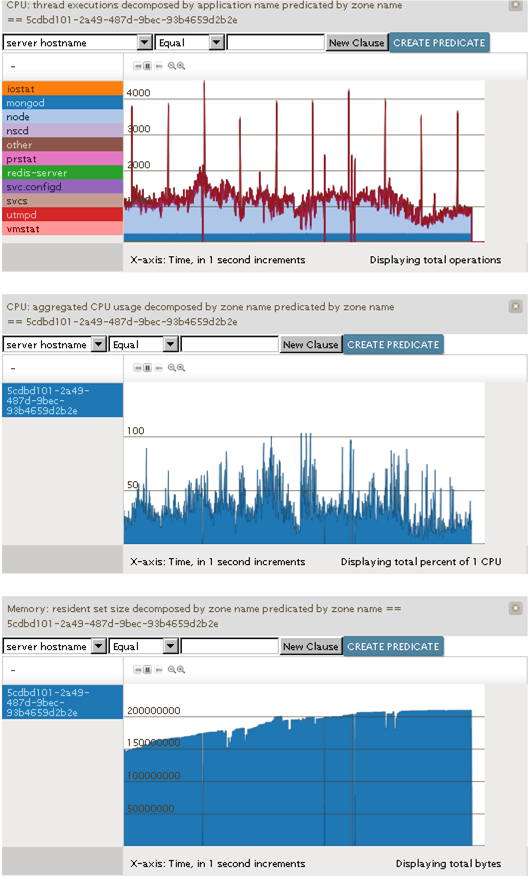 CPU: thread executions decomposed by application name predicated by zone name
== 5cdbd101-2a49-487d-9bec-93b4659d2b2e
server hostname Equal New Clause CREATE PREDICATE
-
iostat
mongod
node
nscd
other
prstat
redis-server
svc.configd
svcs
utmpd
vmstat
4000
3000
2000
1000
X-axis: Time, in 1 second increments Displaying total operations
CPU: aggregated CPU usage decomposed by zone name predicated by zone name
== 5cdbd101-2a49-487d-9bec-93b4659d2b2e
server hostname Equal New Clause CREATE PREDICATE
-
5cdbd101-2a49-
487d-9bec-
93b4659d2b2e
100
50
X-axis: Time, in 1 second increments Displaying total percent of 1 CPU
Memory: resident set size decomposed by zone name predicated by zone name ==
5cdbd101-2a49-487d-9bec-93b4659d2b2e
server hostname Equal New Clause CREATE PREDICATE
-
5cdbd101-2a49-
487d-9bec-
93b4659d2b2e
200000000
150000000
100000000
50000000
X-axis: Time, in 1 second increments Displaying total bytes